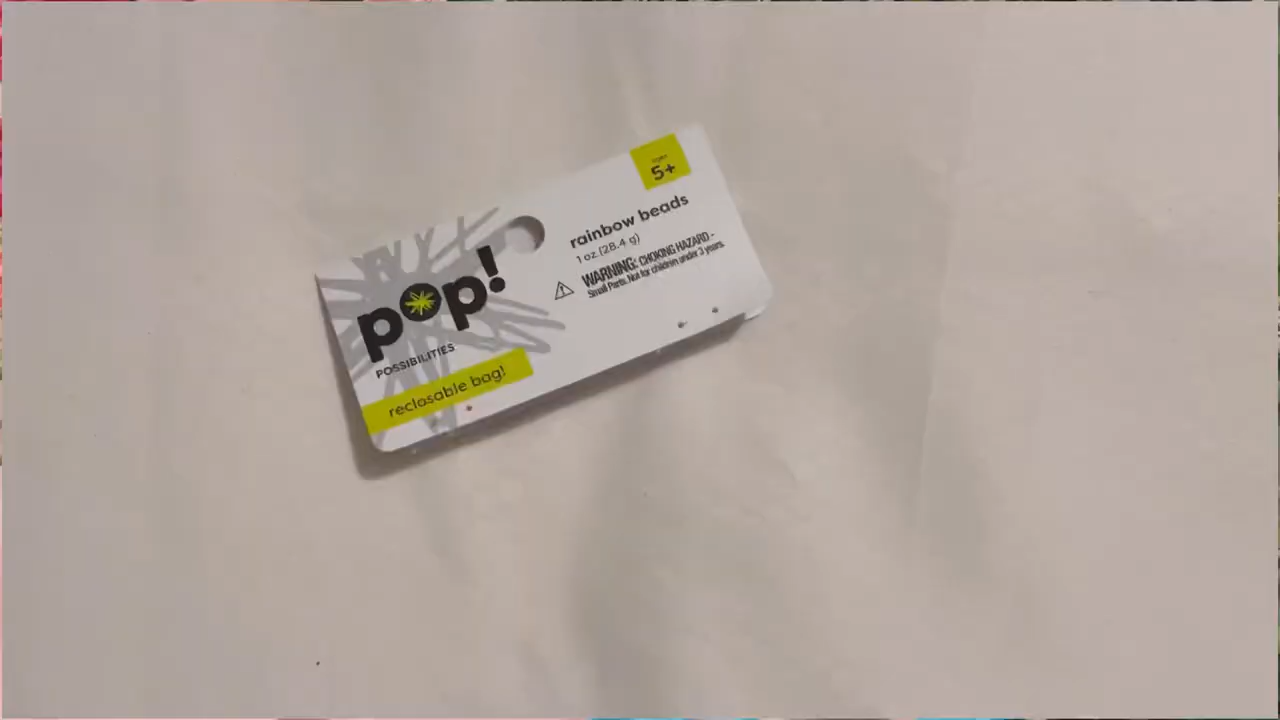 ages
5+
rainbow beads
1 oz (28.4 g)
WARNING: CHOKING HAZARD -
Small Parts. Not for children under 3 years.
pop!
POSSIBILITIES
reclosable bag!